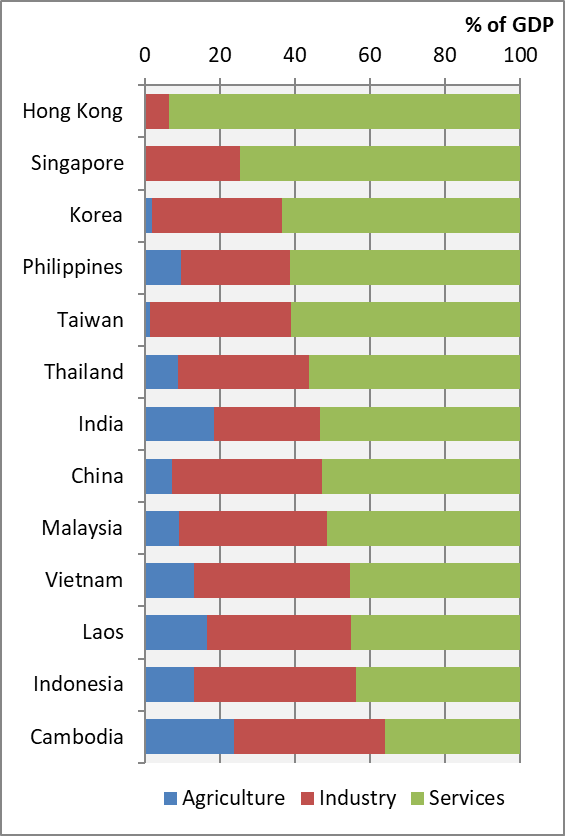 % of GDP
0 20 40 60 80 100
Hong Kong
Singapore
Korea
Philippines
Taiwan
Thailand
India
China
Malaysia
Vietnam
Laos
Indonesia
Cambodia
Agriculture Industry Services